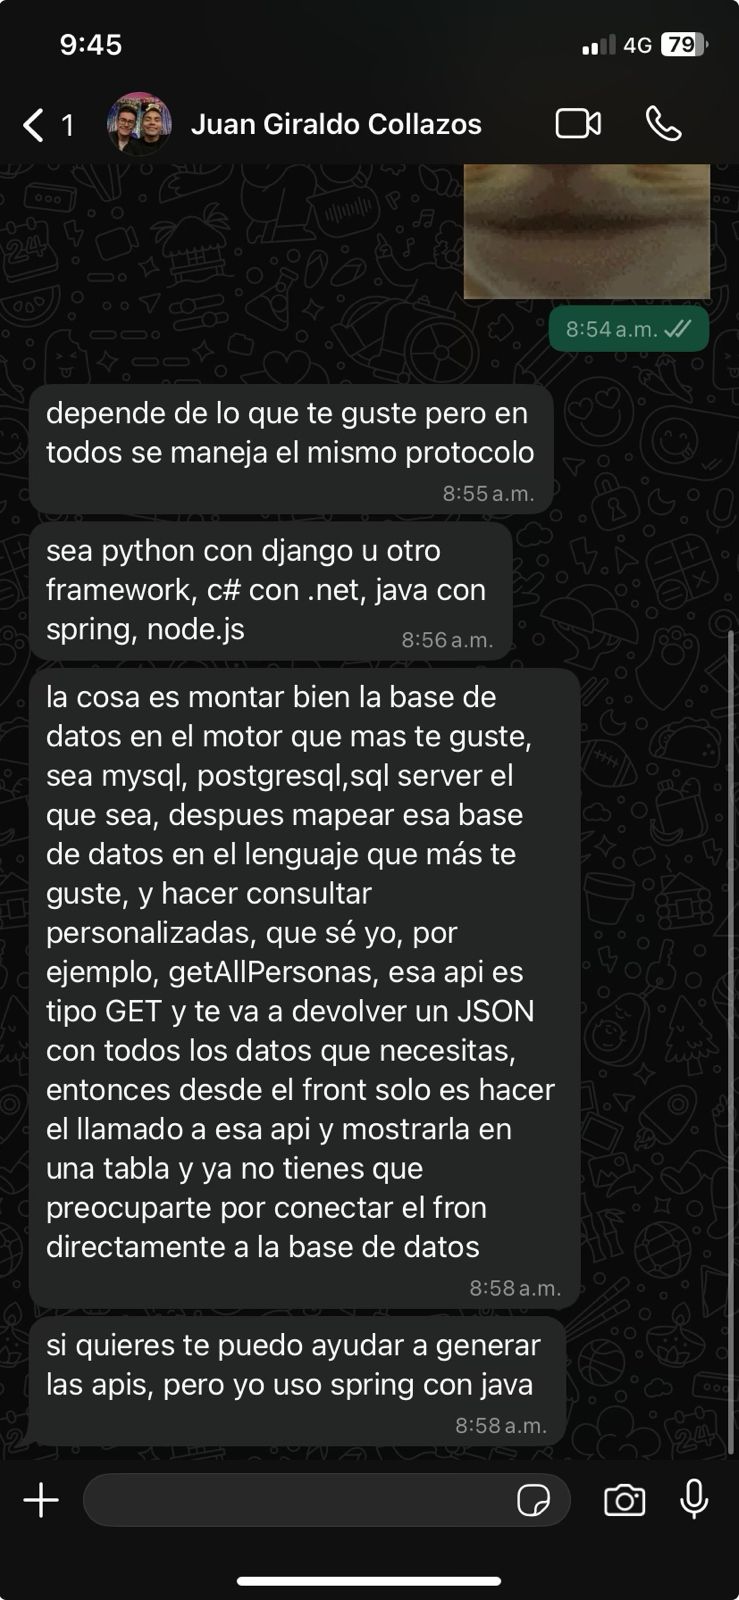 9:45
4G 79
1 Juan Giraldo Collazos
8:54 a.m.
depende de lo que te guste pero en
todos se maneja el mismo protocolo
8:55 a.m.
sea python con django u otro
framework, c# con .net, java con
spring, node.js
8:56 a.m.
la cosa es montar bien la base de
datos en el motor que mas te guste,
sea mysql, postgresql,sql server el
que sea, despues mapear esa base
de datos en el lenguaje que más te
guste, y hacer consultar
personalizadas, que sé yo, por
ejemplo, getAllPersonas, esa api es
tipo GET y te va a devolver un JSON
con todos los datos que necesitas,
entonces desde el front solo es hacer
el llamado a esa api y mostrarla en
una tabla y ya no tienes que
preocuparte por conectar el fron
directamente a la base de datos
8:58 a.m.
si quieres te puedo ayudar a generar
las apis, pero yo uso spring con java
8:58 a.m.